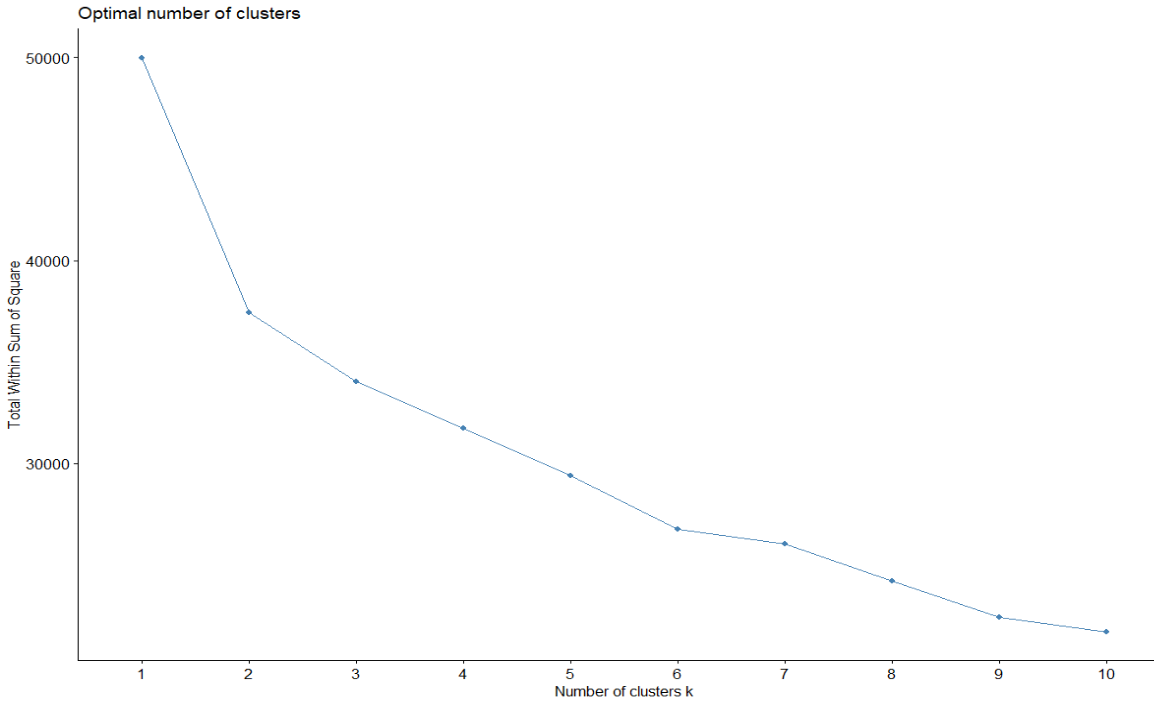 Optimal number of clusters
50000
40000
30000
Total Within Sum of Square
1 2 3 4 5 6 7 8 9 10
Number of clusters k